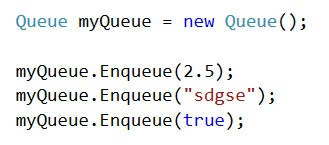 Queue myQueue = new Queue();
myQueue.Enqueue(2.5);
myQueue.Enqueue("sdgse");
myQueue.Enqueue(true);